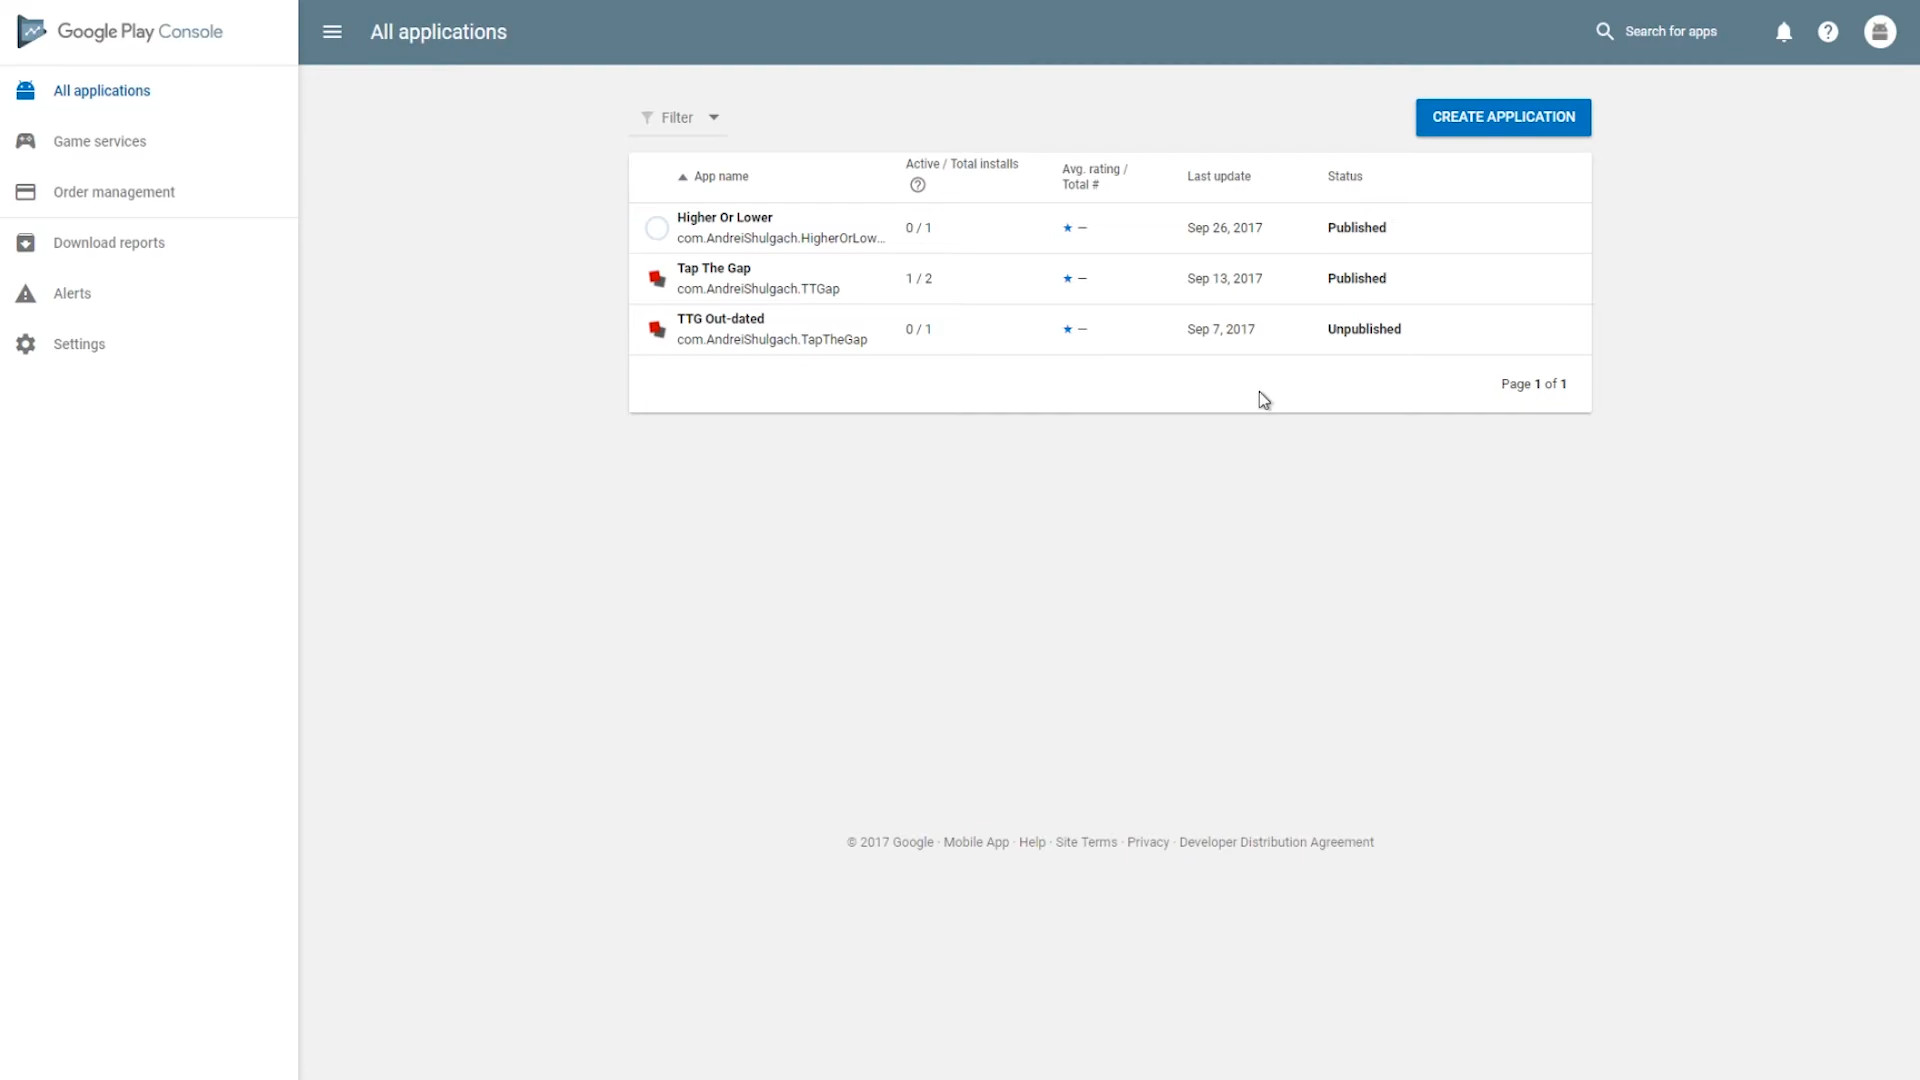 Google Play Console
All applications
Search for apps
All applications
Game services
Order management
Download reports
Alerts
Settings
Filter
CREATE APPLICATION
App name
Active / Total installs
Avg. rating /
Total #
Last update
Status
Higher Or Lower
com.AndreiShulgach.HigherOrLow...
0 / 1
★ –
Sep 26, 2017
Published
Tap The Gap
com.AndreiShulgach.TTGap
1 / 2
★ –
Sep 13, 2017
Published
TTG Out-dated
com.AndreiShulgach.TapTheGap
0 / 1
★ –
Sep 7, 2017
Unpublished
Page 1 of 1
© 2017 Google · Mobile App · Help · Site Terms · Privacy · Developer Distribution Agreement